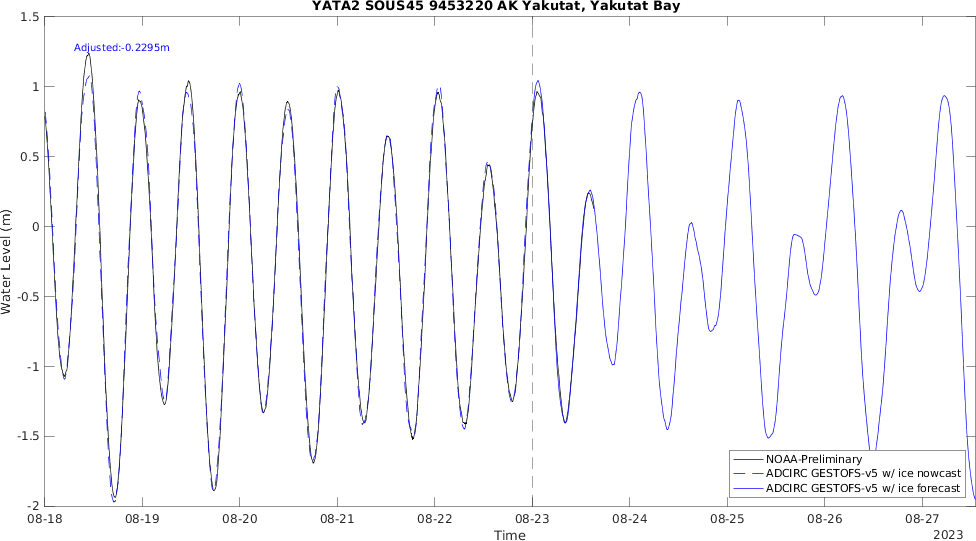 YATA2 SOUS45 9453220 AK Yakutat, Yakutat Bay
Adjusted:-0.2295m
1.5
1
0.5
0
-0.5
-1
-1.5
-2
Water Level (m)
08-18 08-19 08-20 08-21 08-22 08-23 08-24 08-25 08-26 08-27
Time
2023
NOAA-Preliminary
ADCIRC GESTOFS-v5 w/ ice nowcast
ADCIRC GESTOFS-v5 w/ ice forecast